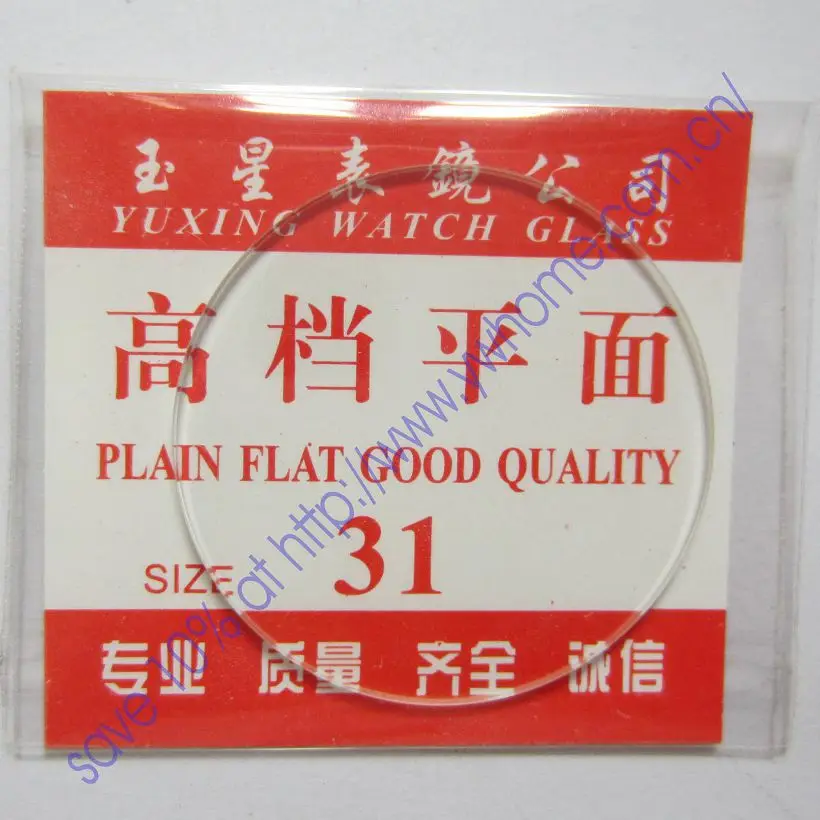 玉星表鏡公司
YUXING WATCH GLASS
高档平面
PLAIN FLAT GOOD QUALITY
SIZE 31
专业 质量 齐全 诚信
save 10% at http://www.ywhome.com.cn/